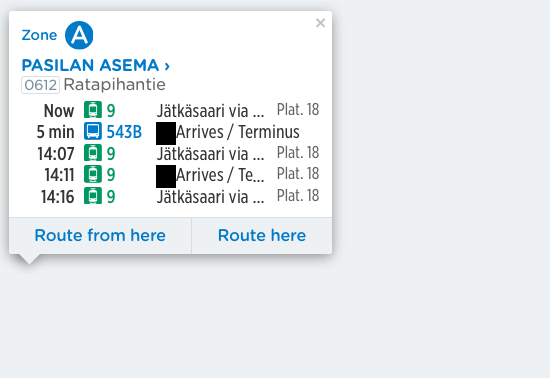 Zone A
×
PASILAN ASEMA ›
0612 Ratapihantie
Now 9 Jätkäsaari via ... Plat. 18
5 min 543B Arrives / Terminus
14:07 9 Jätkäsaari via ... Plat. 18
14:11 9 Arrives / Te... Plat. 18
14:16 9 Jätkäsaari via ... Plat. 18
Route from here Route here